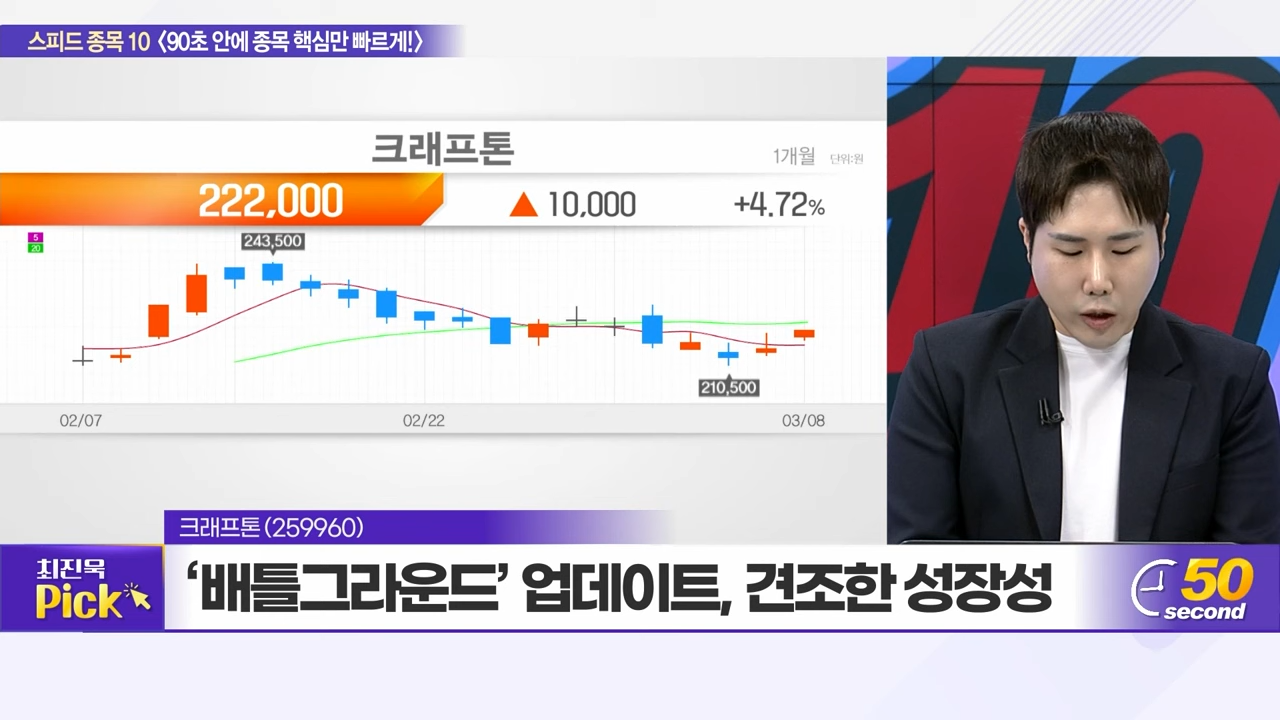 스피드 종목 10 〈90초 안에 종목 핵심만 빠르게!〉
크래프톤
1개월 단위:원
222,000 ▲ 10,000 +4.72%
5
20
243,500
210,500
02/07 02/22 03/08
크래프톤(259960)
최진욱
Pick
‘배틀그라운드’ 업데이트, 견조한 성장성
50
second
10